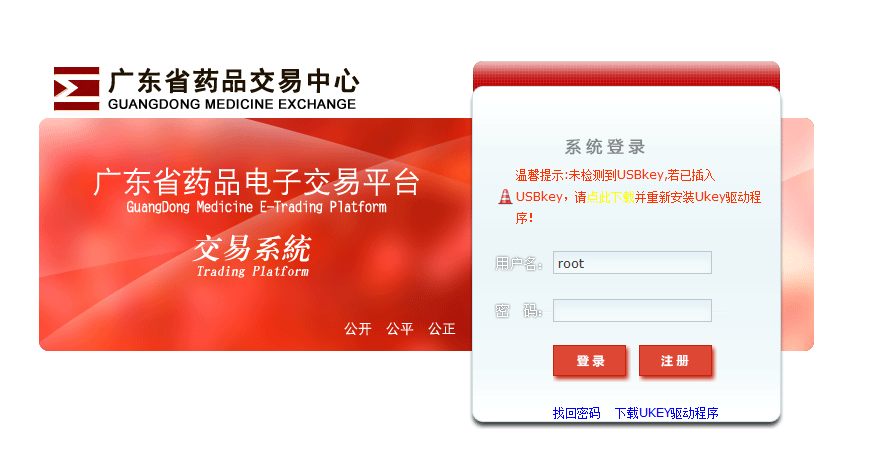 广东省药品交易中心
GUANGDONG MEDICINE EXCHANGE
广东省药品电子交易平台
GuangDong Medicine E-Trading Platform
交易系統
Trading Platform
公开 公平 公正
系统登录
温馨提示:未检测到USBkey,若已插入
USBkey，请点此下载并重新安装Ukey驱动程
序!
用户名: root
密 码:
登录 注册
找回密码 下载UKEY驱动程序